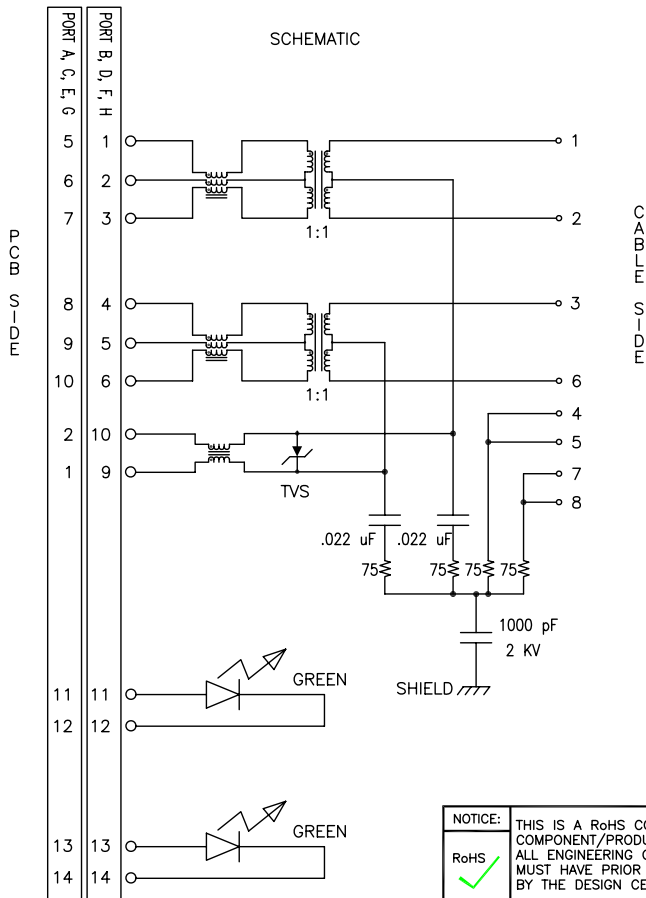 SCHEMATIC
PORT A, C, E, G
PORT B, D, F, H
PCB SIDE
CABLE SIDE
5 1 1
6 2
7 3 2
1:1
8 4 3
9 5
10 6 6
1:1
4
2 10
5
1 9 7
TVS
8
.022 uF .022 uF
75 75 75 75
1000 pF
2 KV
SHIELD
GREEN
11 11
12 12
GREEN
13 13
14 14
NOTICE:
RoHS
THIS IS A RoHS
COMPONENT/
ALL ENGINEERING
MUST HAVE PRIOR
BY THE DESIGN